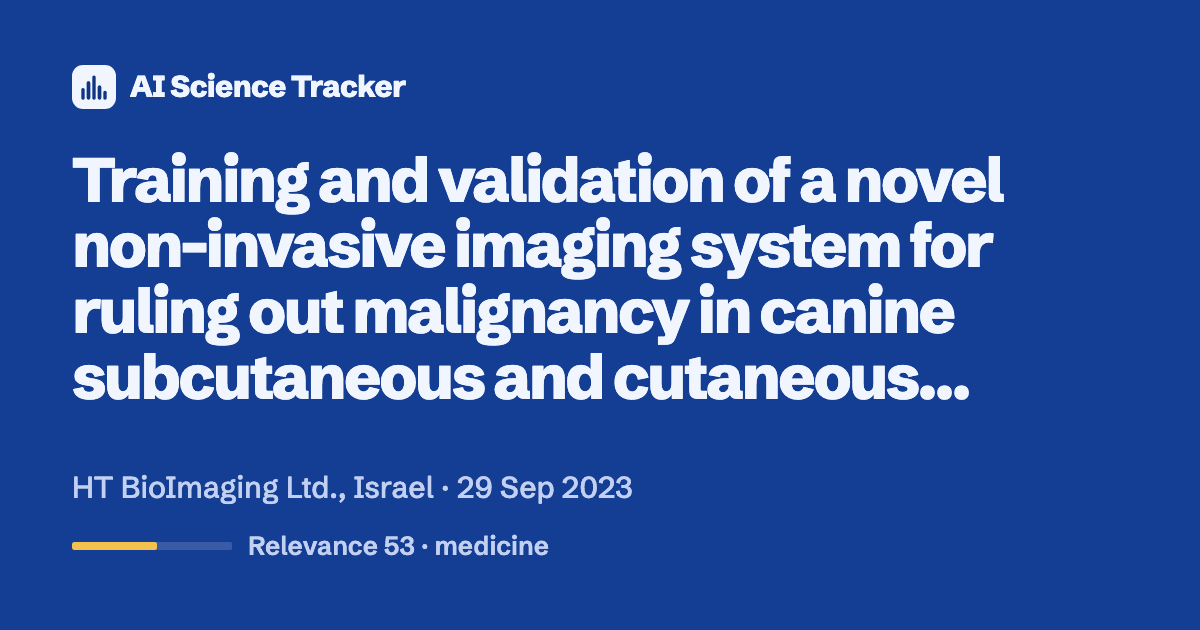 AI Science Tracker
Training and validation of a novel
non-invasive imaging system for
ruling out malignancy in canine
subcutaneous and cutaneous...
HT BioImaging Ltd., Israel · 29 Sep 2023
Relevance 53 · medicine